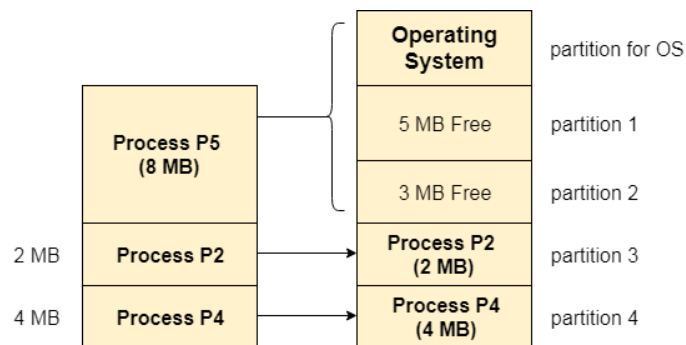 Operating
System
partition for OS
Process P5
(8 MB)
5 MB Free
partition 1
3 MB Free
partition 2
2 MB
Process P2
Process P2
(2 MB)
partition 3
4 MB
Process P4
Process P4
(4 MB)
partition 4